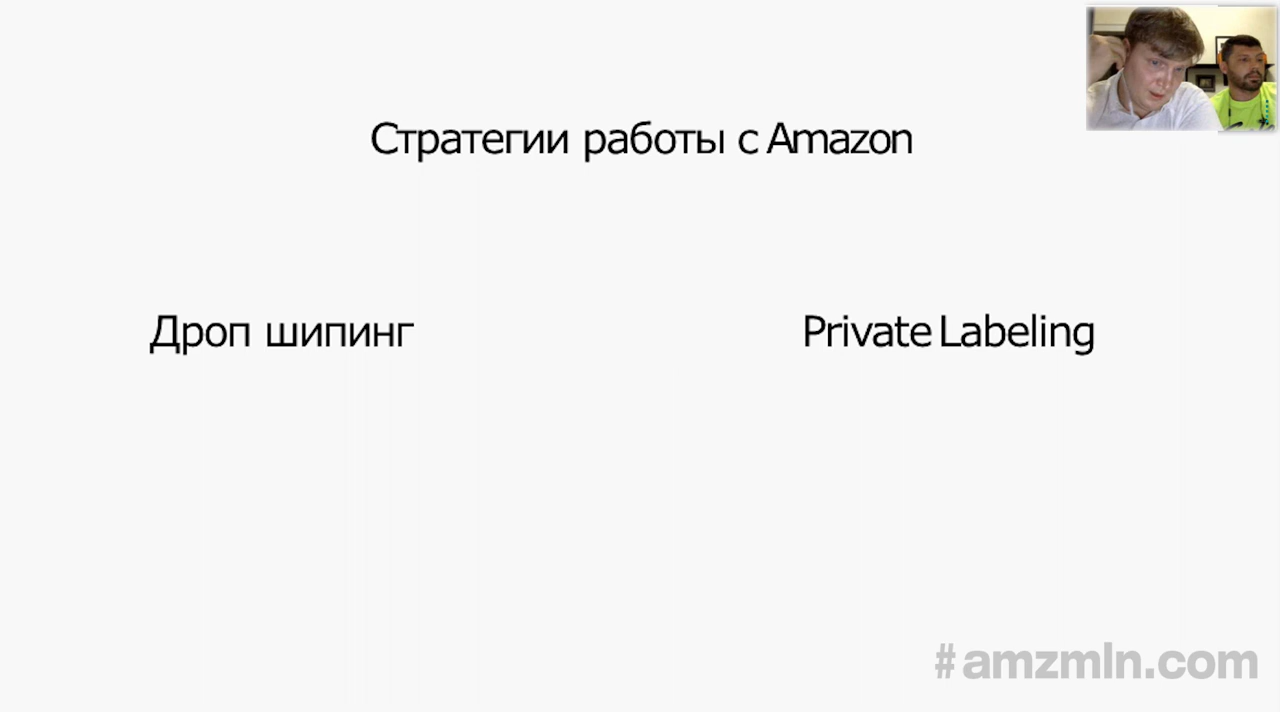 Стратегии работы с Amazon
Дроп шипинг
Private Labeling
#amzmln.com